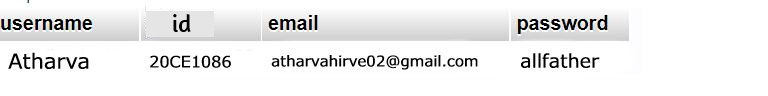 username id email password
Atharva 20CE1086 atharvahirve02@gmail.com allfather